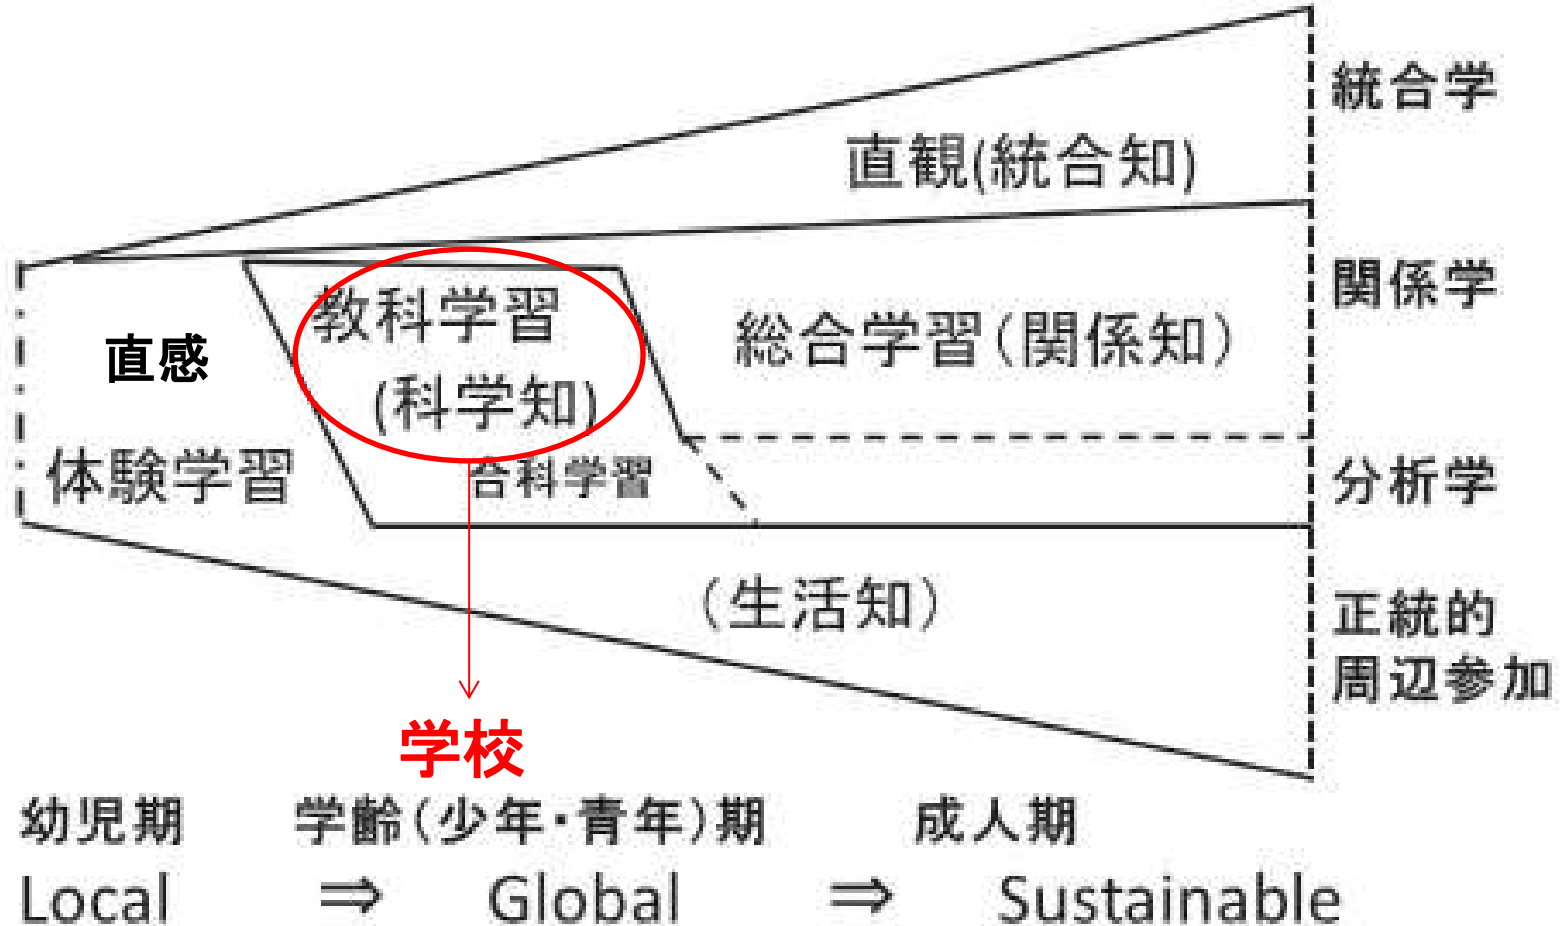 統合学
直観(統合知)
関係学
教科学習
(科学知)
直感
総合学習(関係知)
体験学習
合科学習
分析学
(生活知)
正統的
周辺参加
学校
幼児期 学齢(少年・青年)期 成人期
Local ⇒ Global ⇒ Sustainable